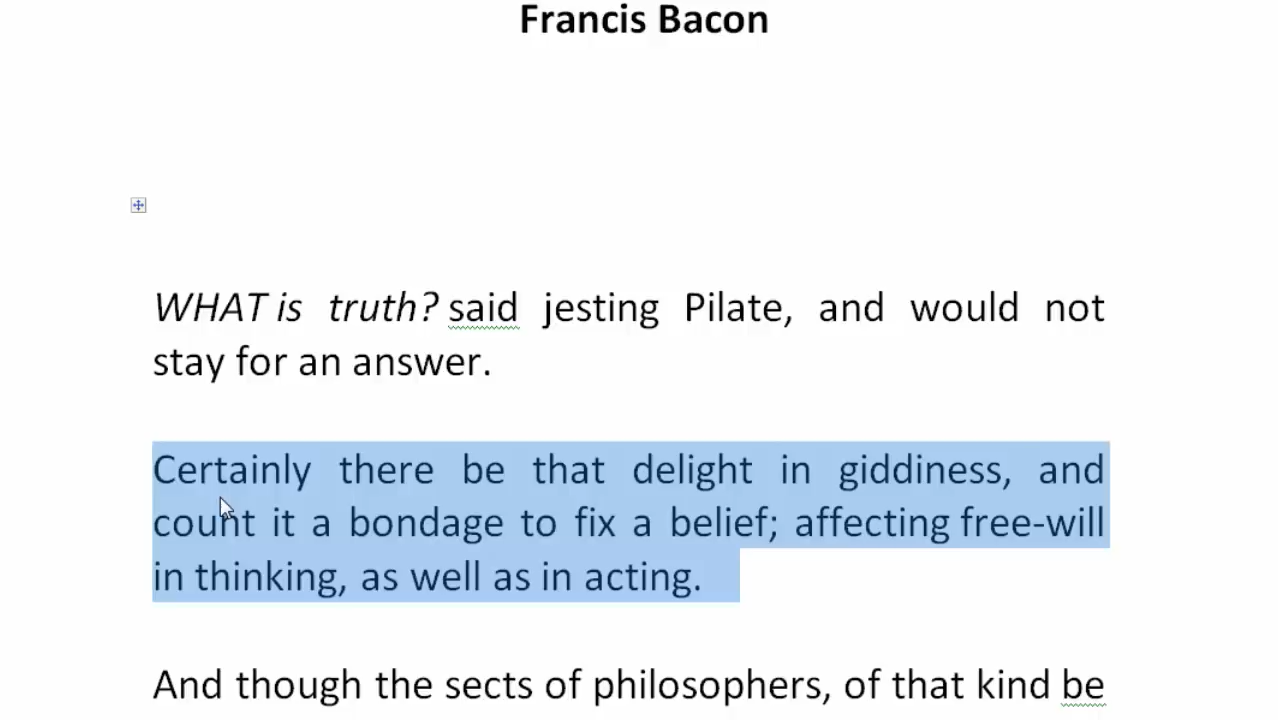 Francis Bacon
WHAT is truth? said jesting Pilate, and would not
stay for an answer.
Certainly there be that delight in giddiness, and
count it a bondage to fix a belief; affecting free-will
in thinking, as well as in acting.
And though the sects of philosophers, of that kind be